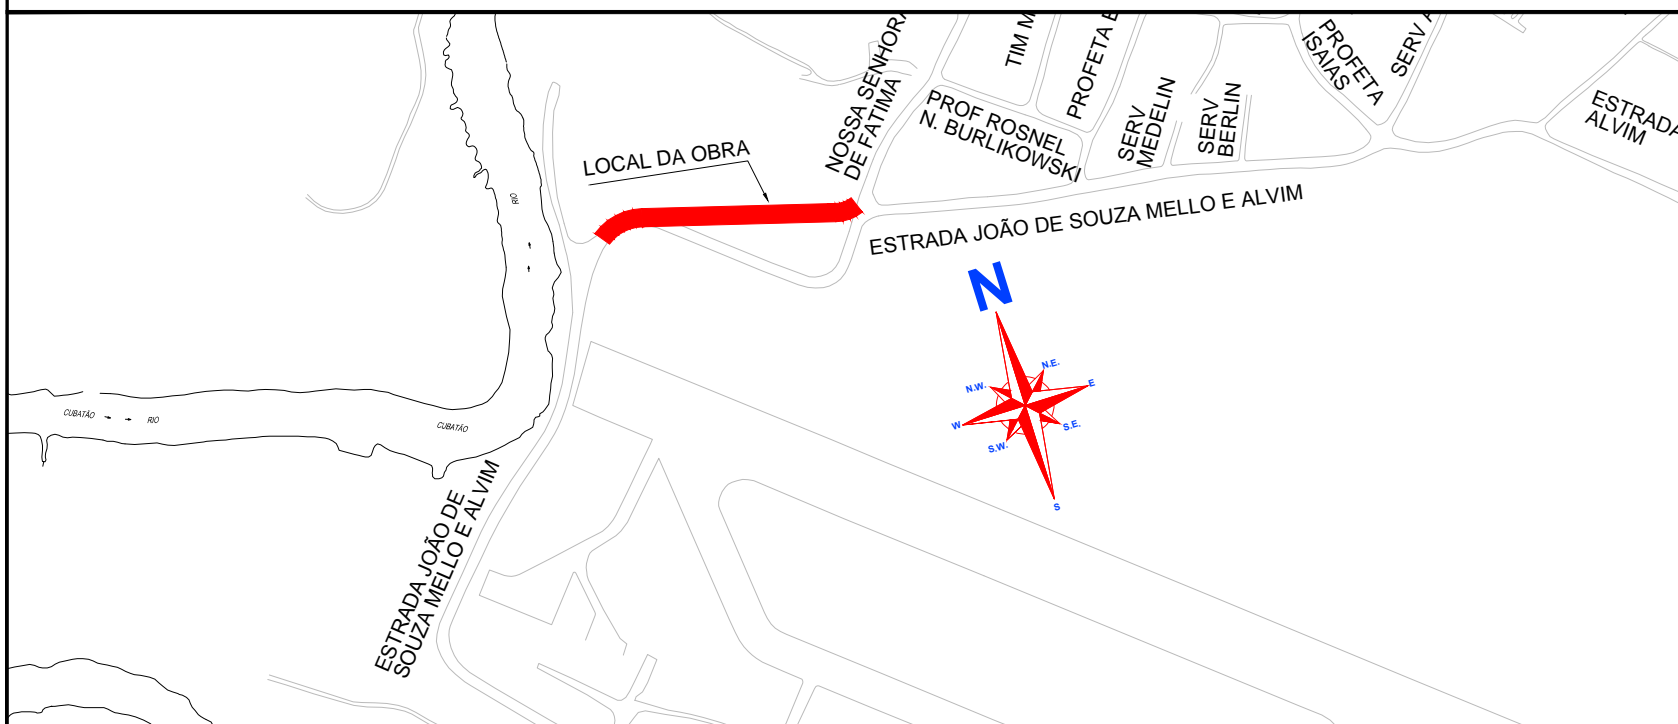 NOSSA SENHORA
DE FATIMA
TIM M
PROFETA E
PROFETA
ISAIAS
SERV
ESTRADA
ALVIM
PROF ROSNEL
N. BURLIKOWSKI
SERV
MEDELIN
SERV
BERLIN
LOCAL DA OBRA
RIO
ESTRADA JOÃO DE SOUZA MELLO E ALVIM
N
N.E.
N.W.
E
W
S.E.
S.W.
S
CUBATÃO
RIO
CUBATÃO
ESTRADA JOÃO DE
SOUZA MELLO E ALVIM